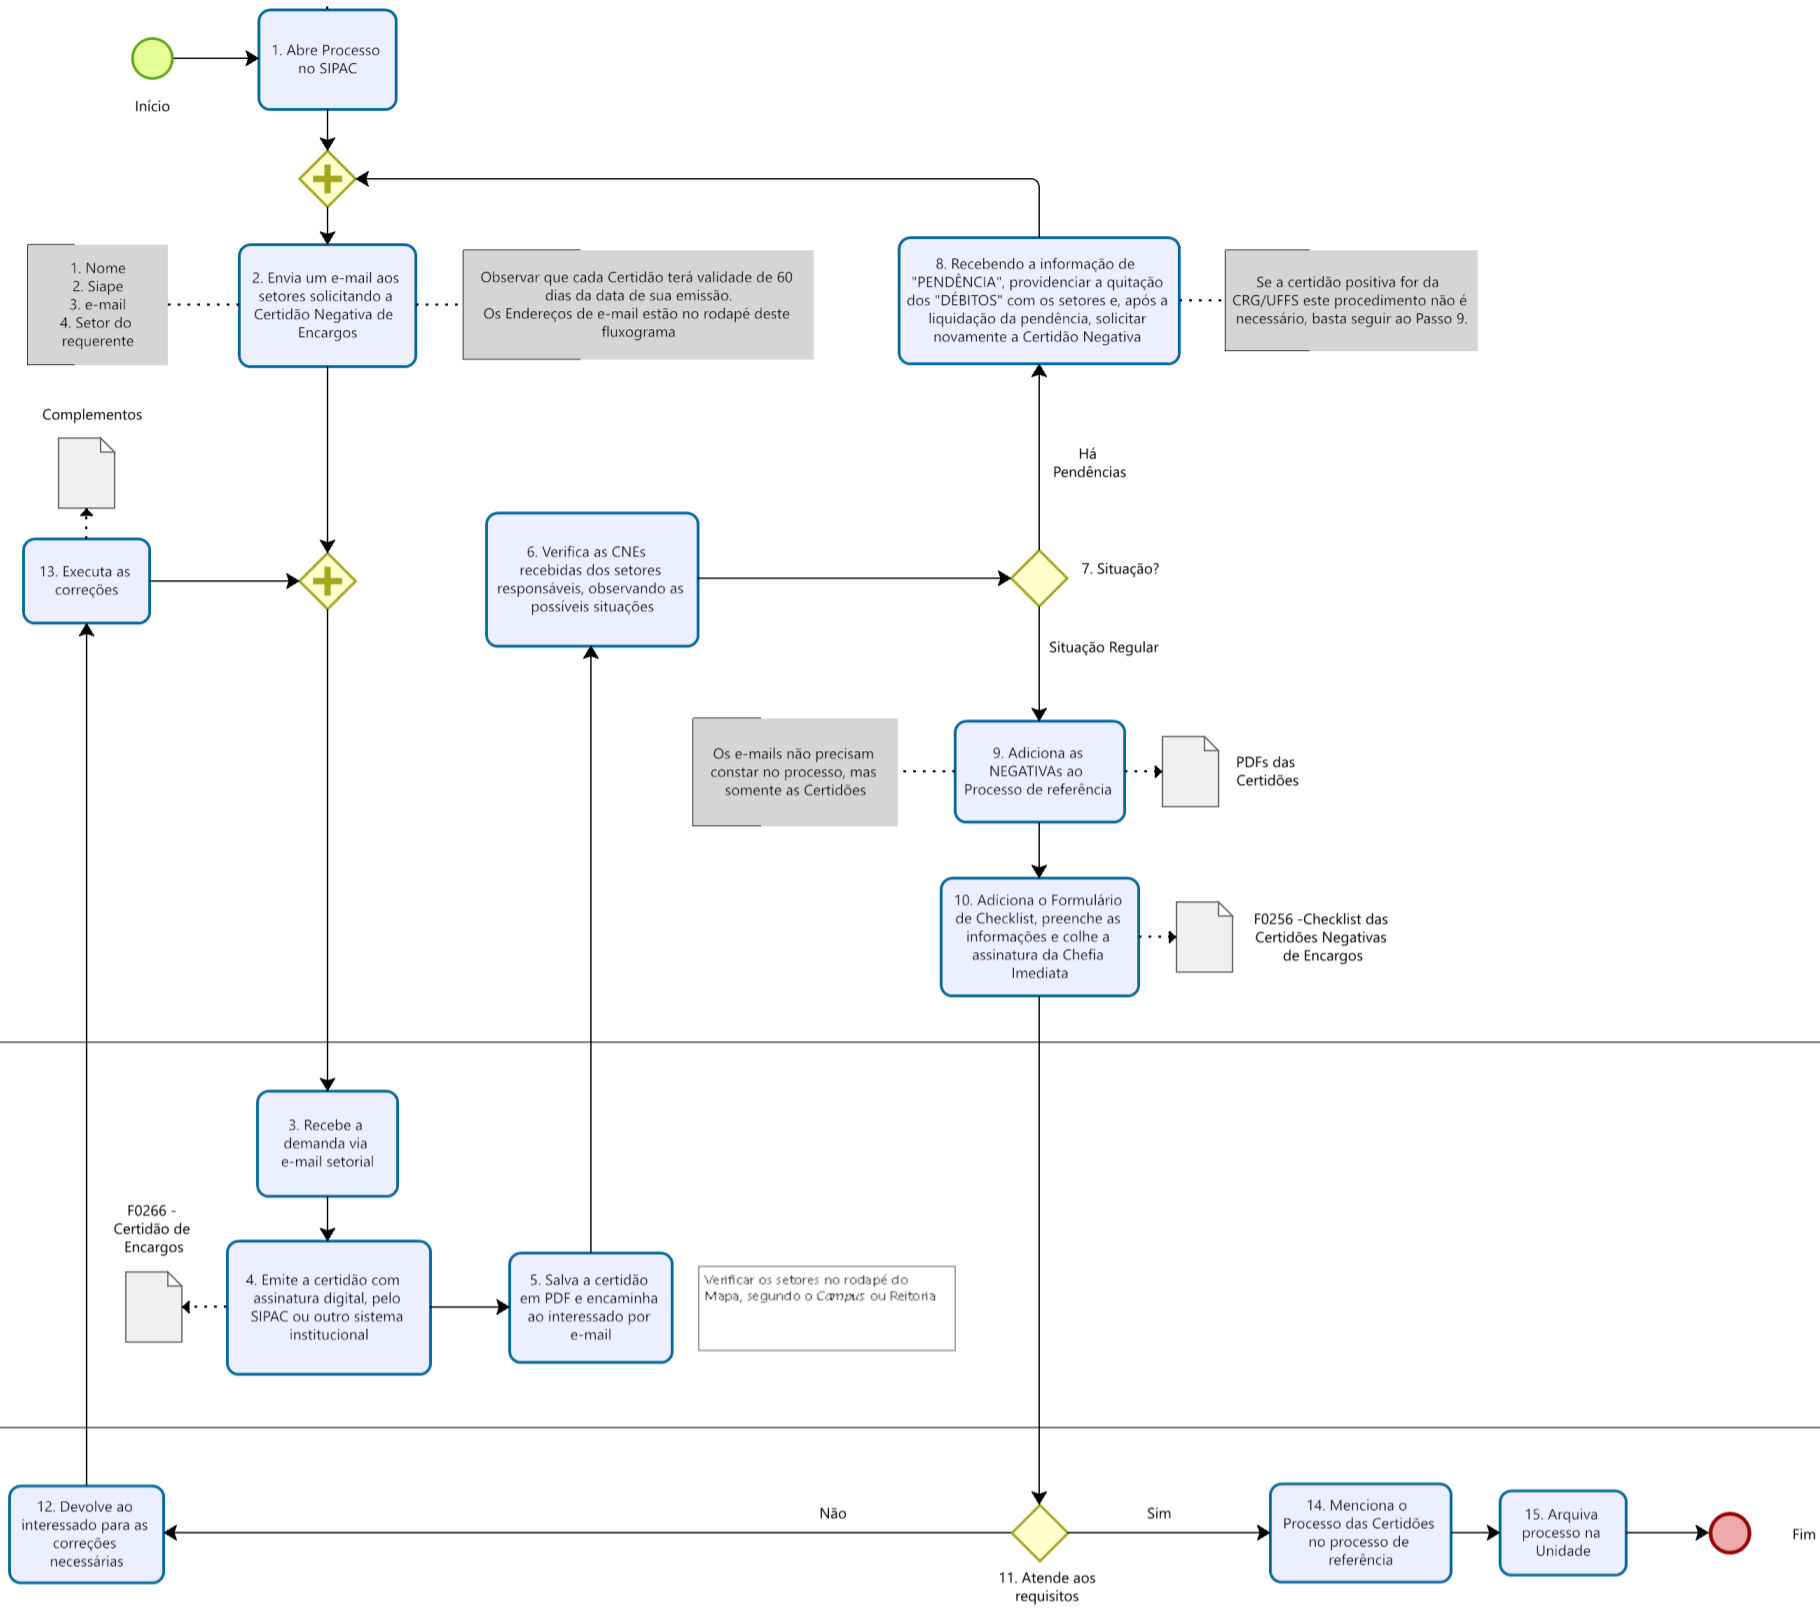 1. Abre Processo
no SIPAC
Início
1. Nome
2. Siape
3. e-mail
4. Setor do
requerente
2. Envia um e-mail aos
setores solicitando a
Certidão Negativa de
Encargos
Observar que cada Certidão terá validade de 60
dias da data de sua emissão.
Os Endereços de e-mail estão no rodapé deste
fluxograma
8. Recebendo a informação de
"PENDÊNCIA", providenciar a quitação
dos "DÉBITOS" com os setores e, após a
liquidação da pendência, solicitar
novamente a Certidão Negativa
Se a certidão positiva for da
CRG/UFFS este procedimento não é
necessário, basta seguir ao Passo 9.
Complementos
Há
Pendências
13. Executa as
correções
6. Verifica as CNEs
recebidas dos setores
responsáveis, observando as
possíveis situações
7. Situação?
Situação Regular
Os e-mails não precisam
constar no processo, mas
somente as Certidões
9. Adiciona as
NEGATIVAs ao
Processo de referência
PDFs das
Certidões
10. Adiciona o Formulário
de Checklist, preenche as
informações e colhe a
assinatura da Chefia
Imediata
F0256 -Checklist das
Certidões Negativas
de Encargos
3. Recebe a
demanda via
e-mail setorial
F0266 -
Certidão de
Encargos
4. Emite a certidão com
assinatura digital, pelo
SIPAC ou outro sistema
institucional
5. Salva a certidão
em PDF e encaminha
ao interessado por
e-mail
Verificar os setores no rodapé do
Mapa, segundo o Campus ou Reitoria
12. Devolve ao
interessado para as
correções
necessárias
Não
Sim
11. Atende aos
requisitos
14. Menciona o
Processo das Certidões
no processo de
referência
15. Arquiva
processo na
Unidade
Fim